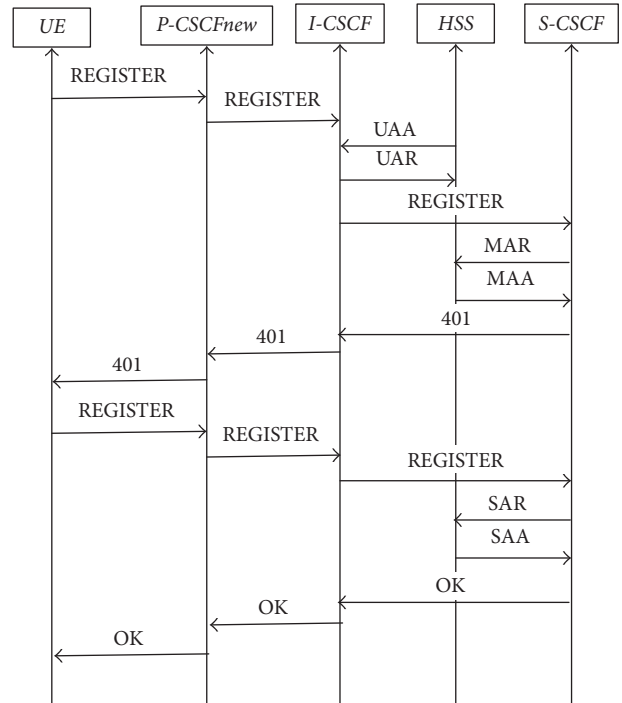 UE P-CSCFnew I-CSCF HSS S-CSCF
REGISTER
REGISTER
UAA
UAR
REGISTER
MAR
MAA
401
401
401
REGISTER
REGISTER
REGISTER
SAR
SAA
OK
OK
OK